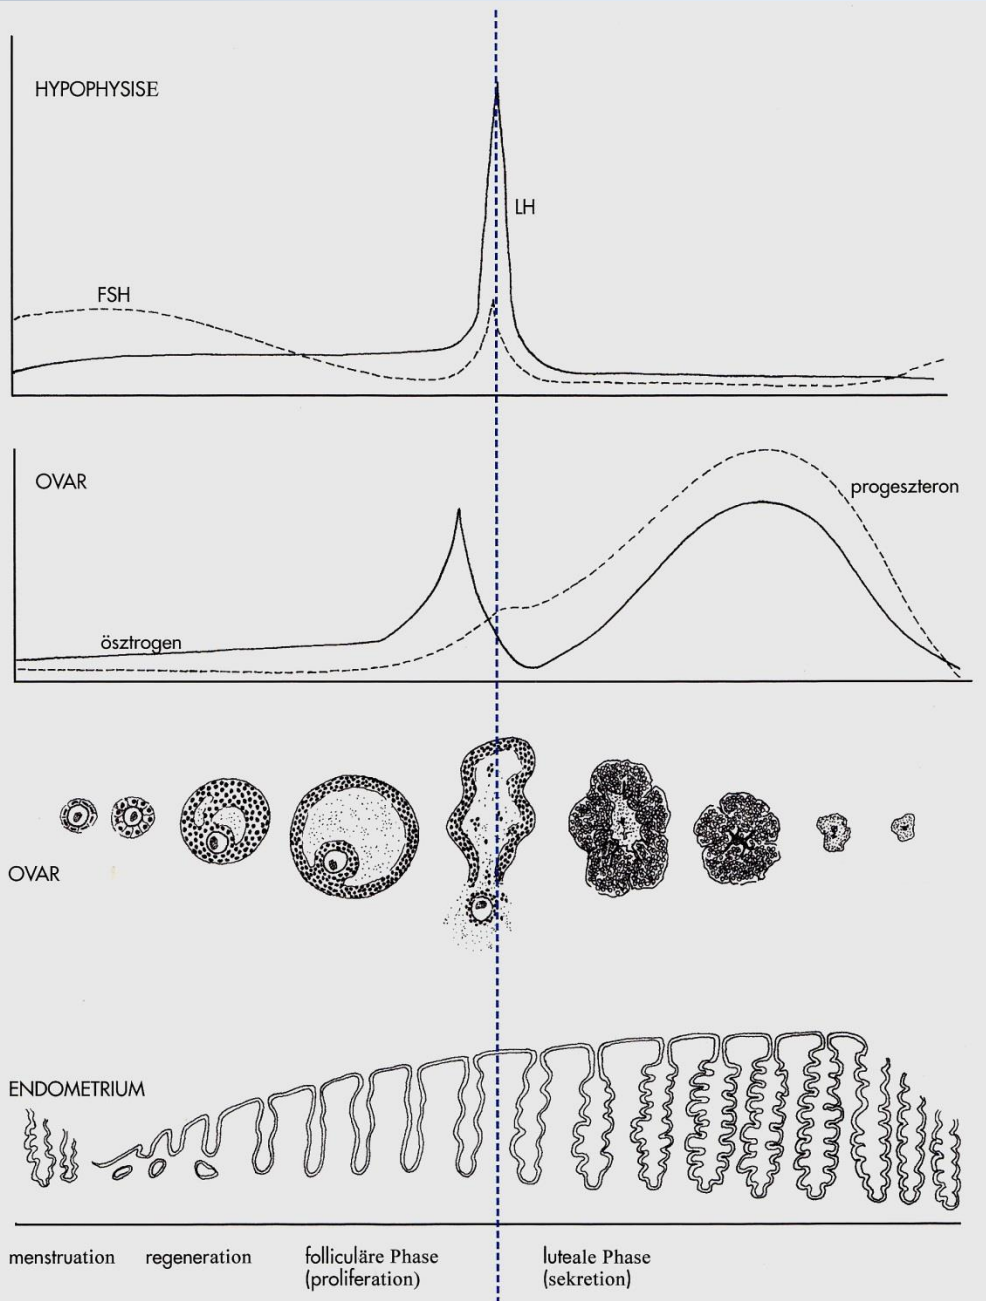 HYPOPHYSISE
LH
FSH
OVAR
progeszteron
ösztrogen
OVAR
ENDOMETRIUM
menstruation
regeneration
folliculäre Phase
(proliferation)
luteale Phase
(sekretion)